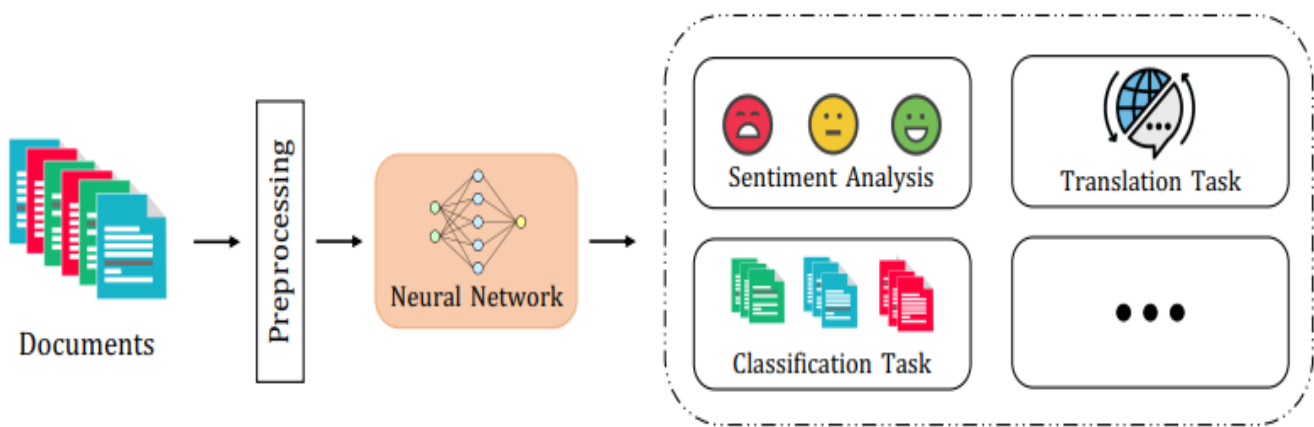 Documents
Preprocessing
Neural Network
Sentiment Analysis
Translation Task
Classification Task